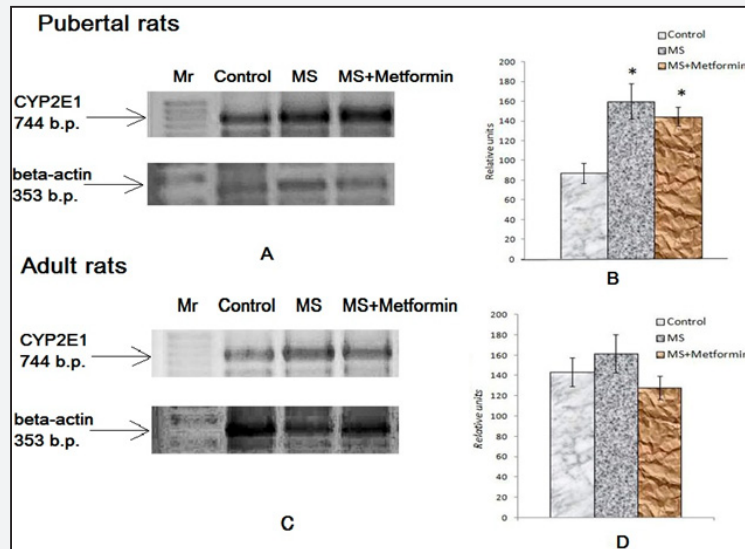 Pubertal rats
Mr Control MS MS+Metformin
CYP2E1
744 b.p.
beta-actin
353 b.p.
A
Control
MS
MS+Metformin
Relative units
200
180
160
140
120
100
80
60
40
20
0
*
*
B
Adult rats
Mr Control MS MS+Metformin
CYP2E1
744 b.p.
beta-actin
353 b.p.
C
Control
MS
MS+Metformin
Relative units
200
180
160
140
120
100
80
60
40
20
0
D